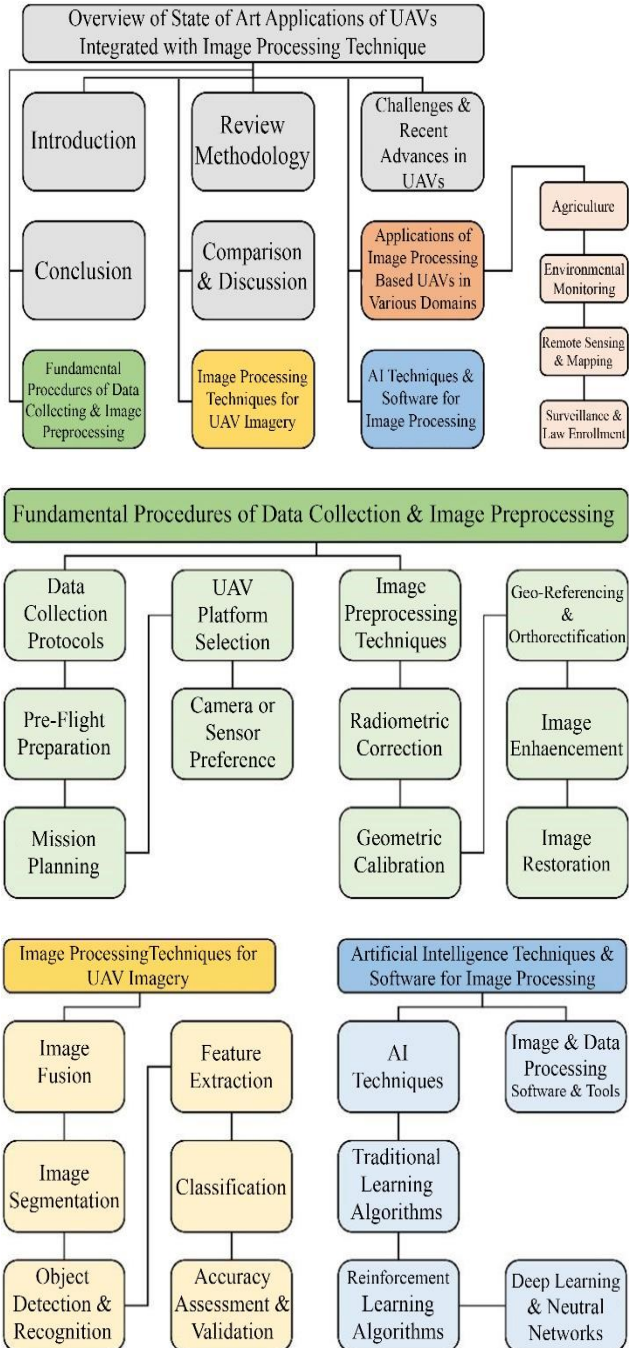 Overview of State of Art Applications of UAVs
Integrated with Image Processing Technique
Introduction
Review
Methodology
Challenges &
Recent
Advances in
UAVs
Conclusion
Comparison
& Discussion
Applications of
Image Processing
Based UAVs in
Various Domains
Fundamental
Procedures of Data
Collecting & Image
Preprocessing
Image Processing
Techniques for
UAV Imagery
AI Techniques &
Software for
Image Processing
Agriculture
Environmental
Monitoring
Remote Sensing
& Mapping
Surveillance &
Law Enrollment
Fundamental Procedures of Data Collection & Image Preprocessing
Data
Collection
Protocols
Pre-Flight
Preparation
Mission
Planning
UAV
Platform
Selection
Camera or
Sensor
Preference
Image
Preprocessing
Techniques
Radiometric
Correction
Geometric
Calibration
Geo-Referencing
&
Orthorectification
Image
Enhaencement
Image
Restoration
Image ProcessingTechniques for
UAV Imagery
Image
Fusion
Image
Segmentation
Object
Detection &
Recognition
Feature
Extraction
Classification
Accuracy
Assessment &
Validation
Artificial Intelligence Techniques &
Software for Image Processing
AI
Techniques
Traditional
Learning
Algorithms
Reinforcement
Learning
Algorithms
Image & Data
Processing
Software & Tools
Deep Learning
& Neutral
Networks